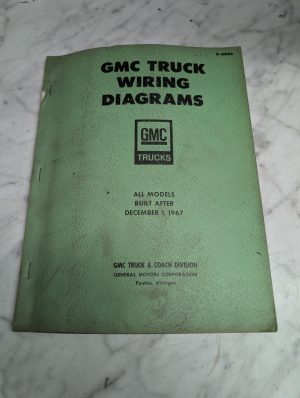 GMC TRUCK
WIRING
DIAGRAMS
GMC
TRUCKS
ALL MODELS
BUILT AFTER
DECEMBER 1, 1967
GMC TRUCK & COACH DIVISION
GENERAL MOTORS CORPORATION
Pontiac, Michigan